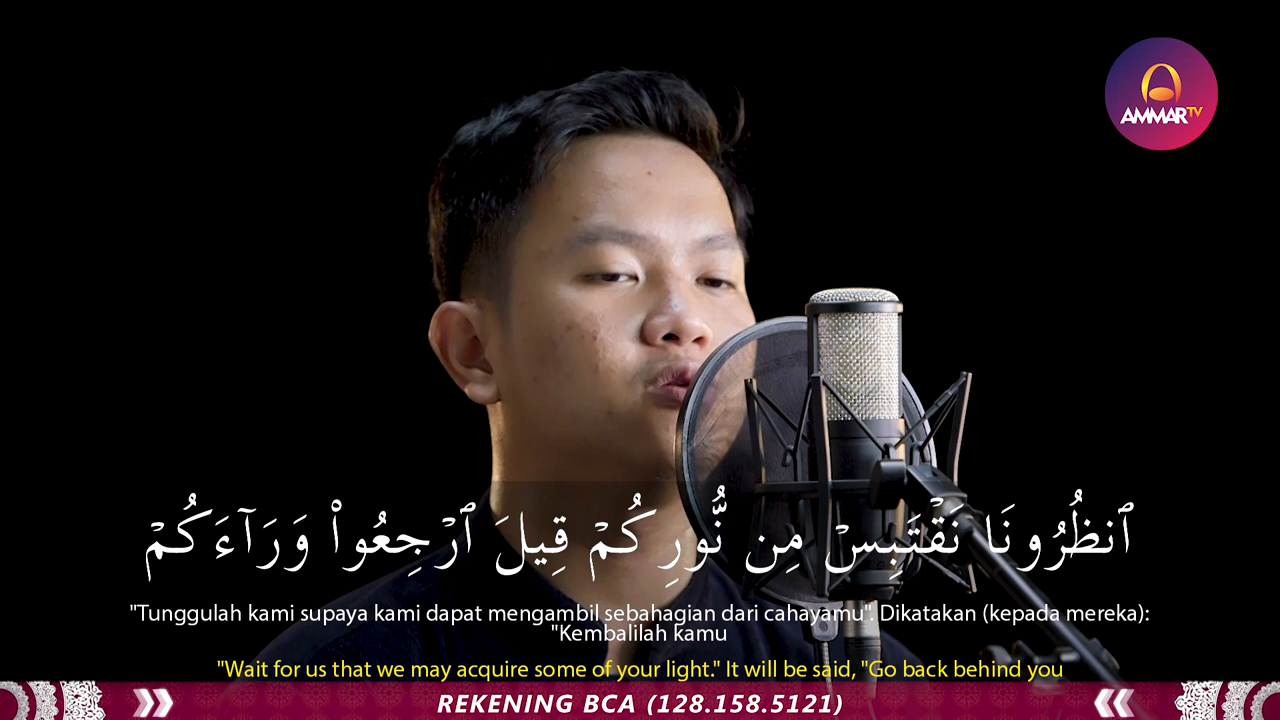 AMMARTV
ٱنظُرُونَا نَقْتَبِسْ مِن نُّورِكُمْ قِيلَ ٱرْجِعُوا۟ وَرَآءَكُمْ
"Tunggulah kami supaya kami dapat mengambil sebahagian dari cahayamu". Dikatakan (kepada mereka):
"Kembalilah kamu
"Wait for us that we may acquire some of your light." It will be said, "Go back behind you
REKENING BCA (128.158.5121)